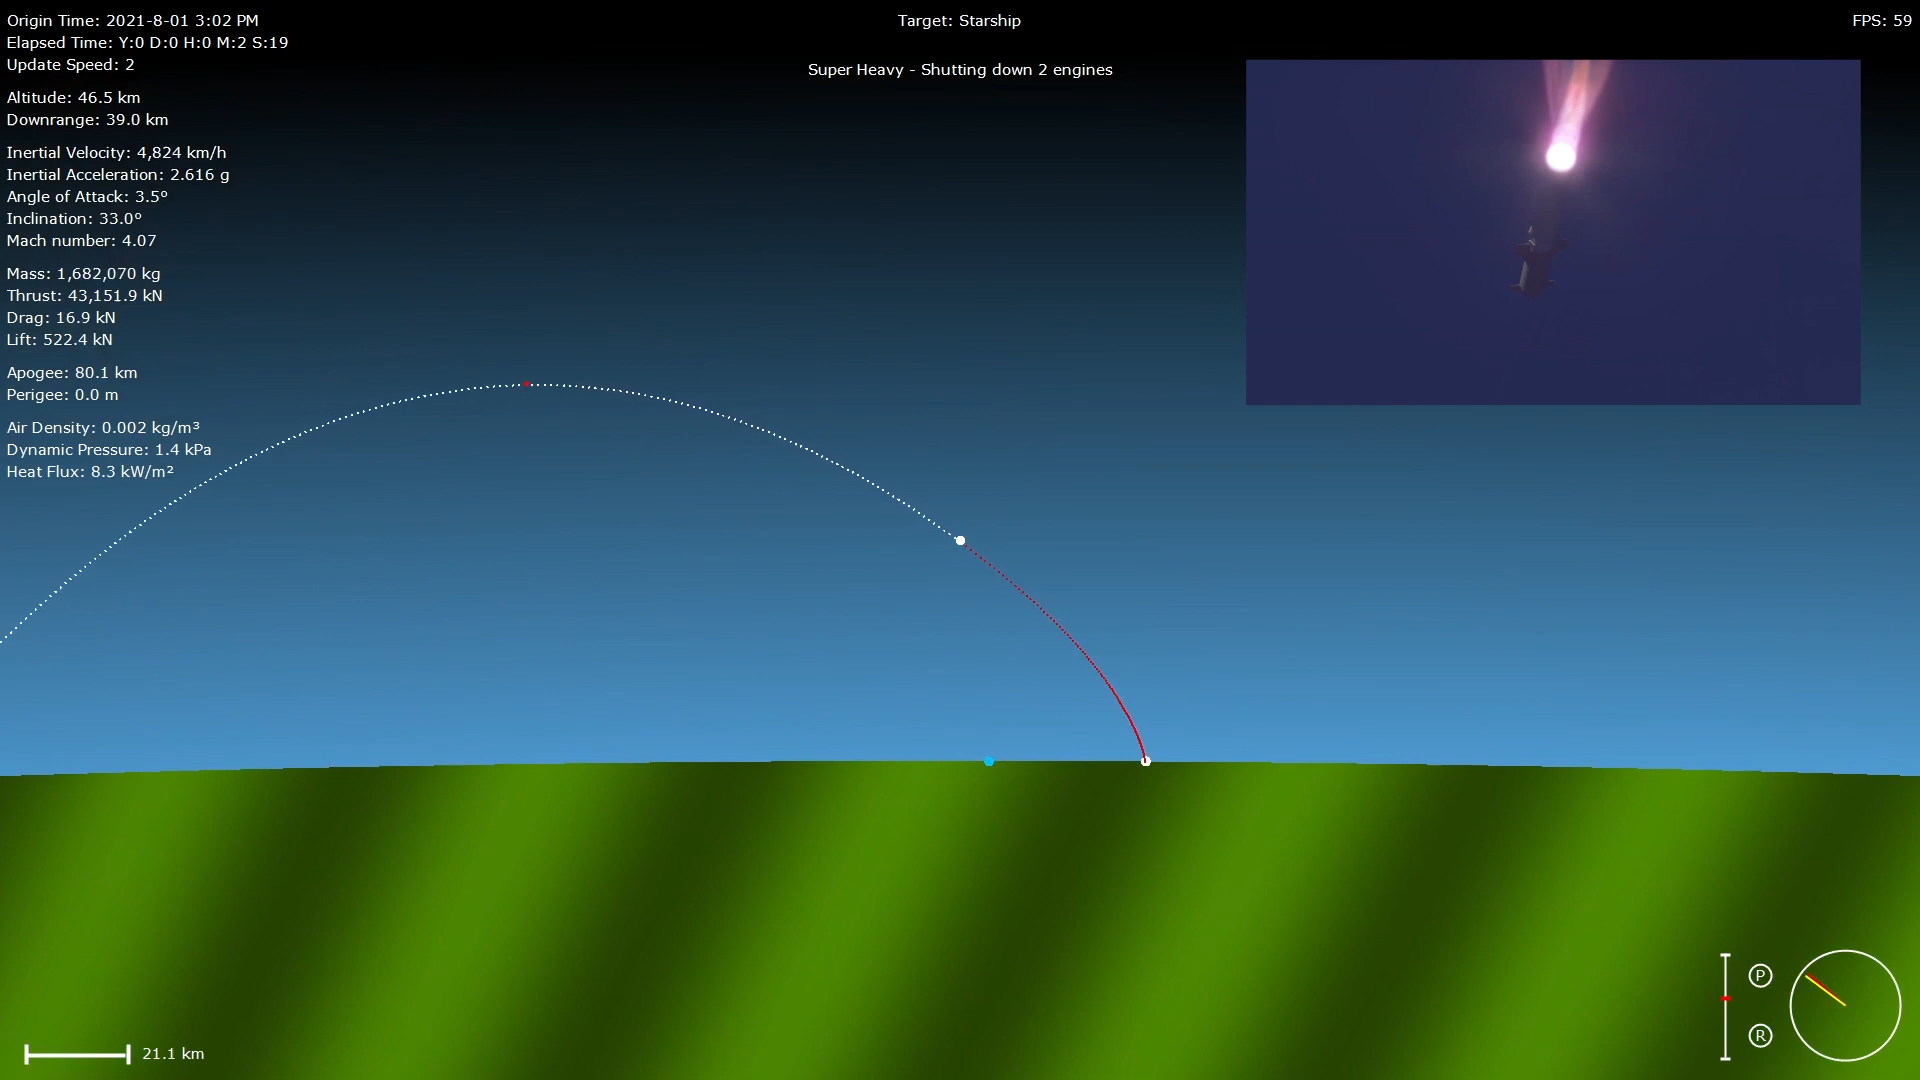 Origin Time: 2021-8-01 3:02 PM
Elapsed Time: Y:0 D:0 H:0 M:2 S:19
Update Speed: 2
Altitude: 46.5 km
Downrange: 39.0 km
Inertial Velocity: 4,824 km/h
Inertial Acceleration: 2.616 g
Angle of Attack: 3.5º
Inclination: 33.0º
Mach number: 4.07
Mass: 1,682,070 kg
Thrust: 43,151.9 kN
Drag: 16.9 kN
Lift: 522.4 kN
Apogee: 80.1 km
Perigee: 0.0 m
Air Density: 0.002 kg/m³
Dynamic Pressure: 1.4 kPa
Heat Flux: 8.3 kW/m²
Target: Starship
Super Heavy - Shutting down 2 engines
FPS: 59
P
R
21.1 km